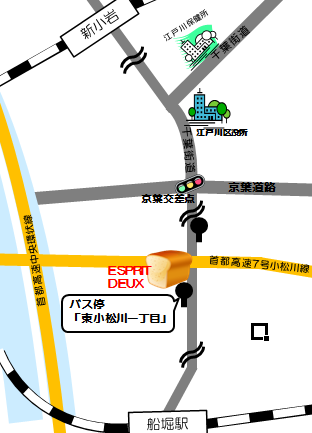 新小岩
江戸川保健所
千葉街道
江戸川区役所
千葉街道
京葉道路
京葉交差点
首都高速中央環状線
首都高速7号小松川線
ESPRIT
DEUX
バス停
「東小松川一丁目」
船堀駅